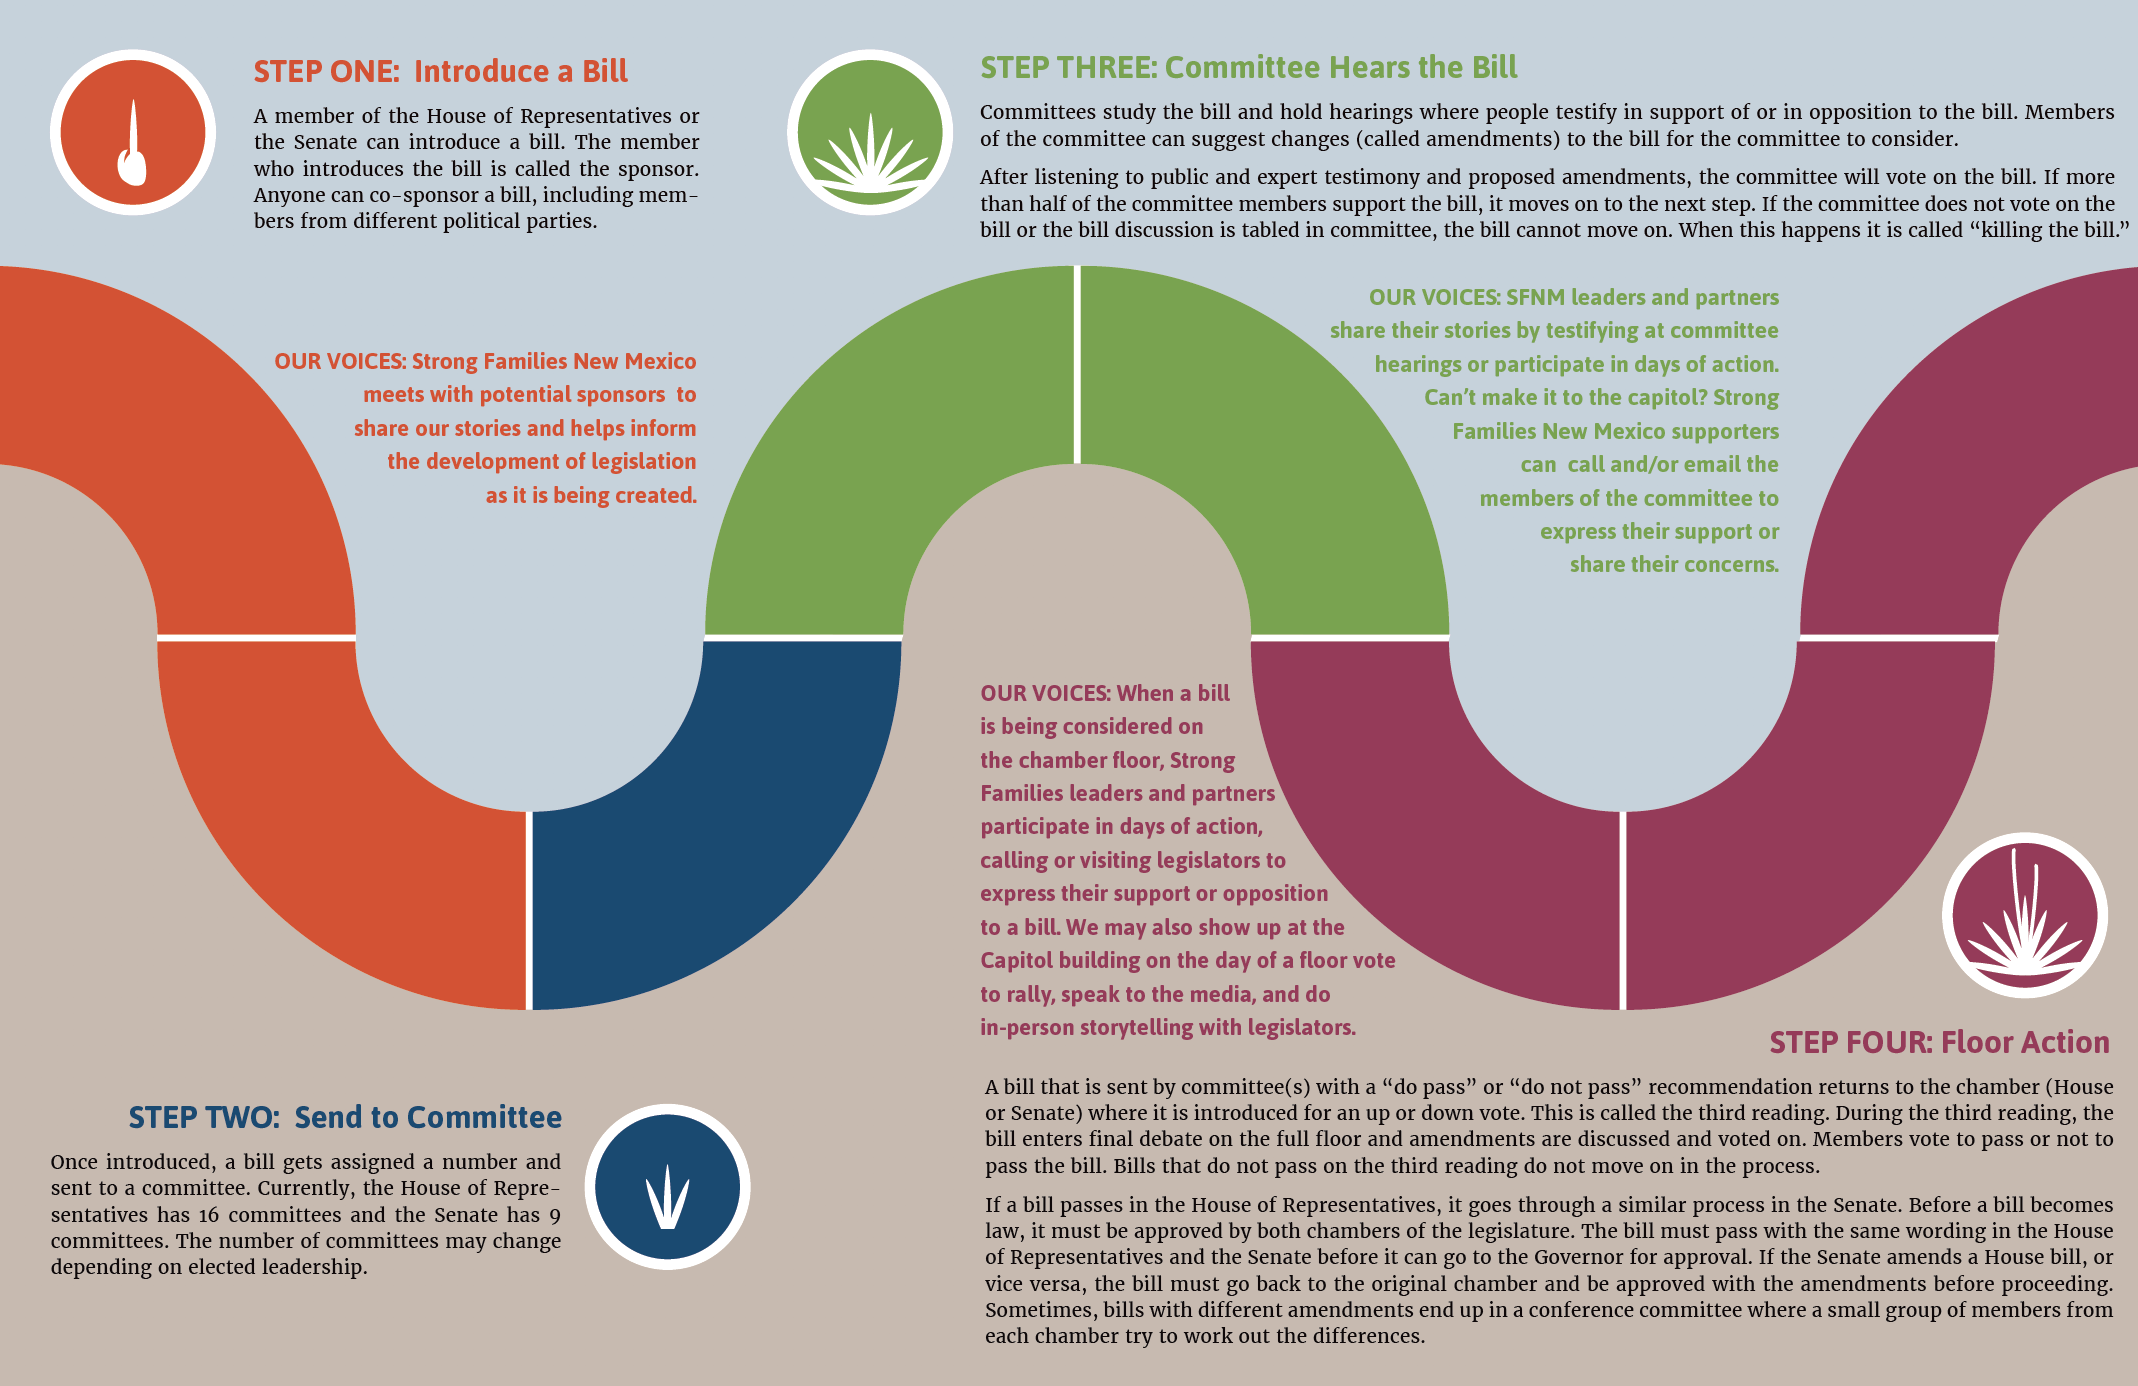 STEP ONE:  Introduce a Bill
A member of the House of Representatives or
the Senate can introduce a bill. The member
who introduces the bill is called the sponsor.
Anyone can co-sponsor a bill, including mem-
bers from different political parties.
OUR VOICES: Strong Families New Mexico
meets with potential sponsors  to
share our stories and helps inform
the development of legislation
as it is being created.
STEP TWO:  Send to Committee
Once introduced, a bill gets assigned a number and
sent to a committee. Currently, the House of Repre-
sentatives has 16 committees and the Senate has 9
committees. The number of committees may change
depending on elected leadership.
STEP THREE: Committee Hears the Bill
Committees study the bill and hold hearings where people testify in support of or in opposition to the bill. Members
of the committee can suggest changes (called amendments) to the bill for the committee to consider.
After listening to public and expert testimony and proposed amendments, the committee will vote on the bill. If more
than half of the committee members support the bill, it moves on to the next step. If the committee does not vote on the
bill or the bill discussion is tabled in committee, the bill cannot move on. When this happens it is called “killing the bill.”
OUR VOICES: SFNM leaders and partners
share their stories by testifying at committee
hearings or participate in days of action.
Can’t make it to the capitol? Strong
Families New Mexico supporters
can  call and/or email the
members of the committee to
express their support or
share their concerns.
OUR VOICES: When a bill
is being considered on
the chamber floor, Strong
Families leaders and partners
participate in days of action,
calling or visiting legislators to
express their support or opposition
to a bill. We may also show up at the
Capitol building on the day of a floor vote
to rally, speak to the media, and do
in-person storytelling with legislators.
STEP FOUR: Floor Action
A bill that is sent by committee(s) with a “do pass” or “do not pass” recommendation returns to the chamber (House
or Senate) where it is introduced for an up or down vote. This is called the third reading. During the third reading, the
bill enters final debate on the full floor and amendments are discussed and voted on. Members vote to pass or not to
pass the bill. Bills that do not pass on the third reading do not move on in the process.
If a bill passes in the House of Representatives, it goes through a similar process in the Senate. Before a bill becomes
law, it must be approved by both chambers of the legislature. The bill must pass with the same wording in the House
of Representatives and the Senate before it can go to the Governor for approval. If the Senate amends a House bill, or
vice versa, the bill must go back to the original chamber and be approved with the amendments before proceeding.
Sometimes, bills with different amendments end up in a conference committee where a small group of members from
each chamber try to work out the differences.